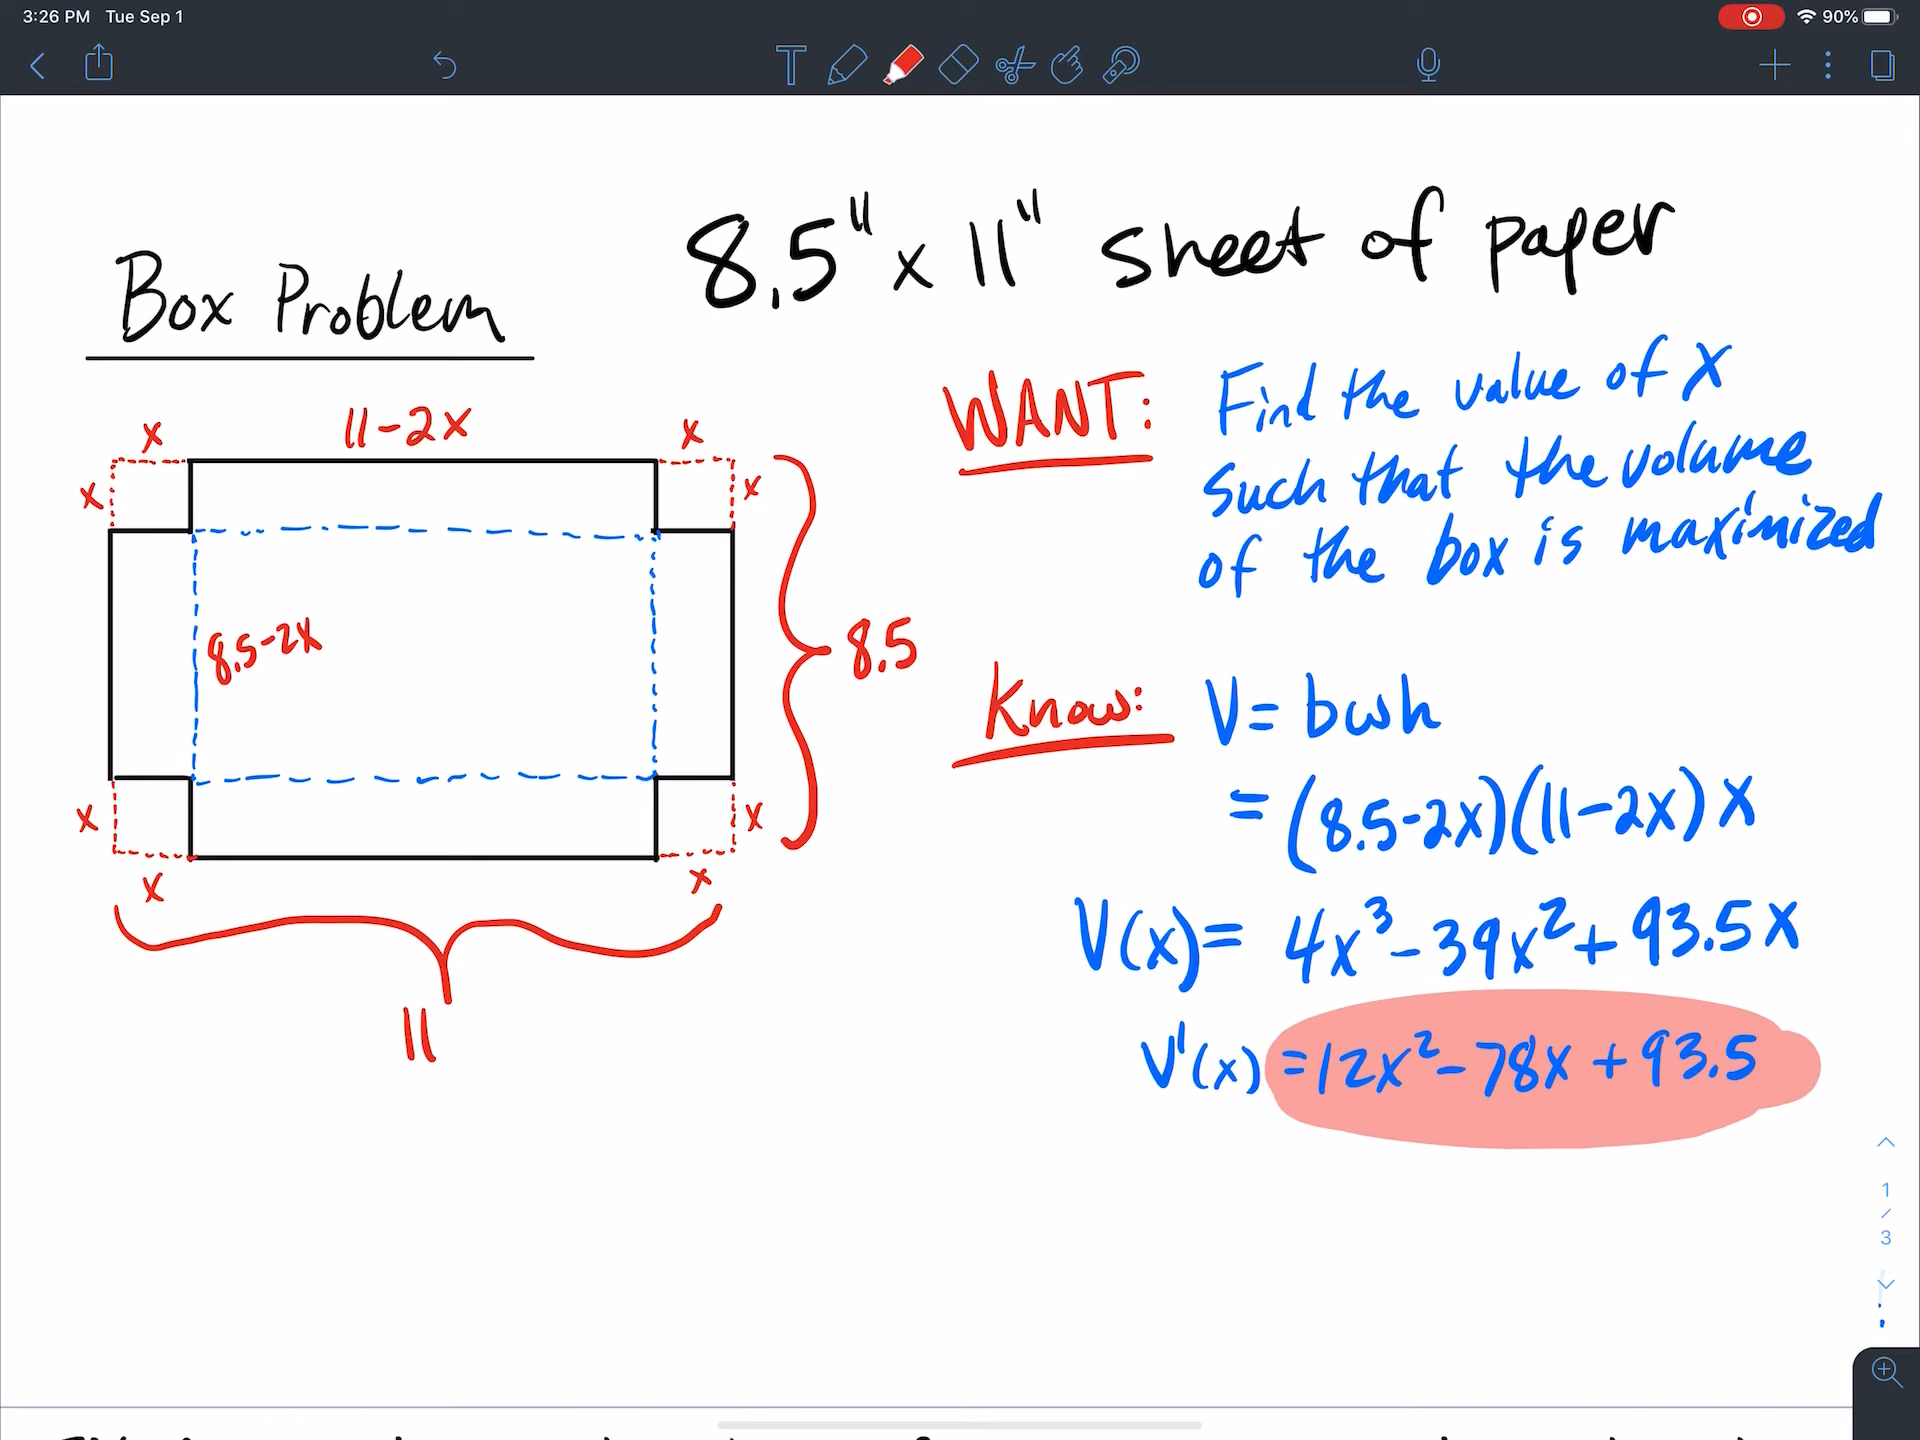 3:26 PM Tue Sep 1
90%
T
8.5" x 11" sheet of paper
Box Problem
WANT: Find the value of x
such that the volume
of the box is maximized
x 11-2x x
x x
8.5-2x
8.5
Know: V = bwh
= (8.5-2x)(11-2x) x
x x
x x
V(x) = 4x³ - 39x² + 93.5x
11
V'(x) = 12x² - 78x + 93.5
1
/
3